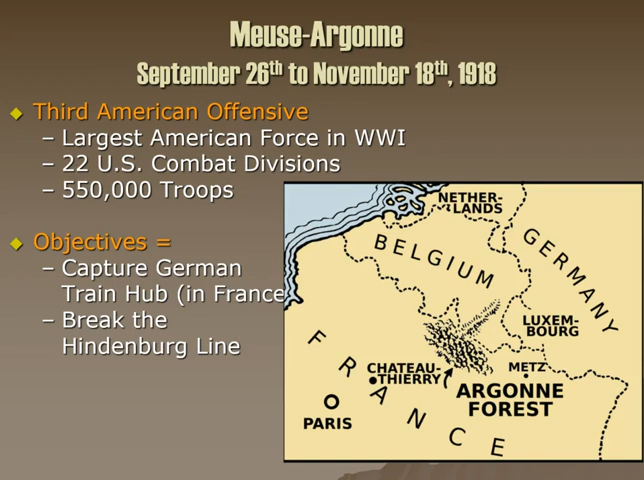 Meuse-Argonne
September 26th to November 18th, 1918
Third American Offensive
– Largest American Force in WWI
– 22 U.S. Combat Divisions
– 550,000 Troops
Objectives =
– Capture German
Train Hub (in France
– Break the
Hindenburg Line
NETHER-
LANDS
BELGIUM
GERMANY
LUXEM-
BOURG
FRANCE
CHATEAU-
THIERRY
METZ
ARGONNE
FOREST
PARIS